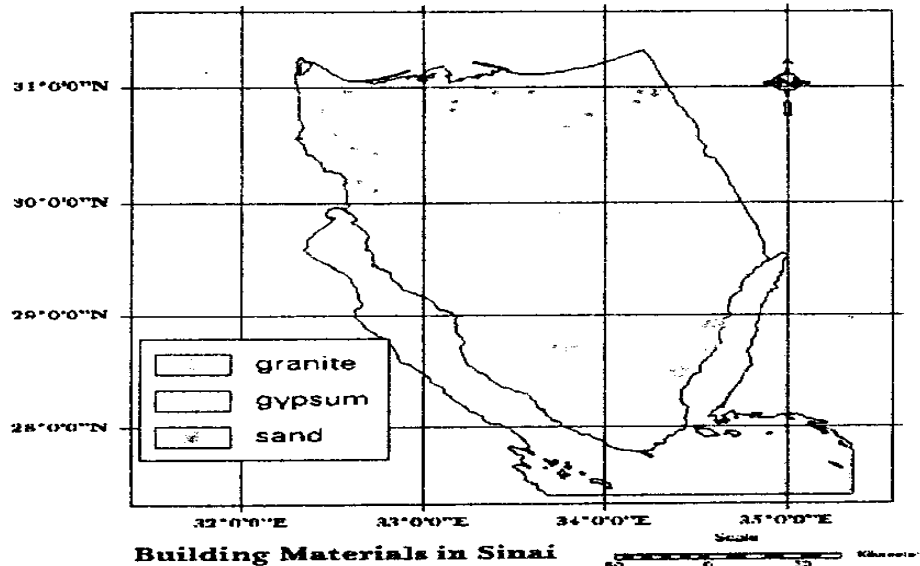 31°0'0"N
30°0'0"N
29°0'0"N
28°0'0"N
granite
gypsum
sand
32°0'0"E 33°0'0"E 34°0'0"E 35°0'0"E
Building Materials in Sinai
Scale
0